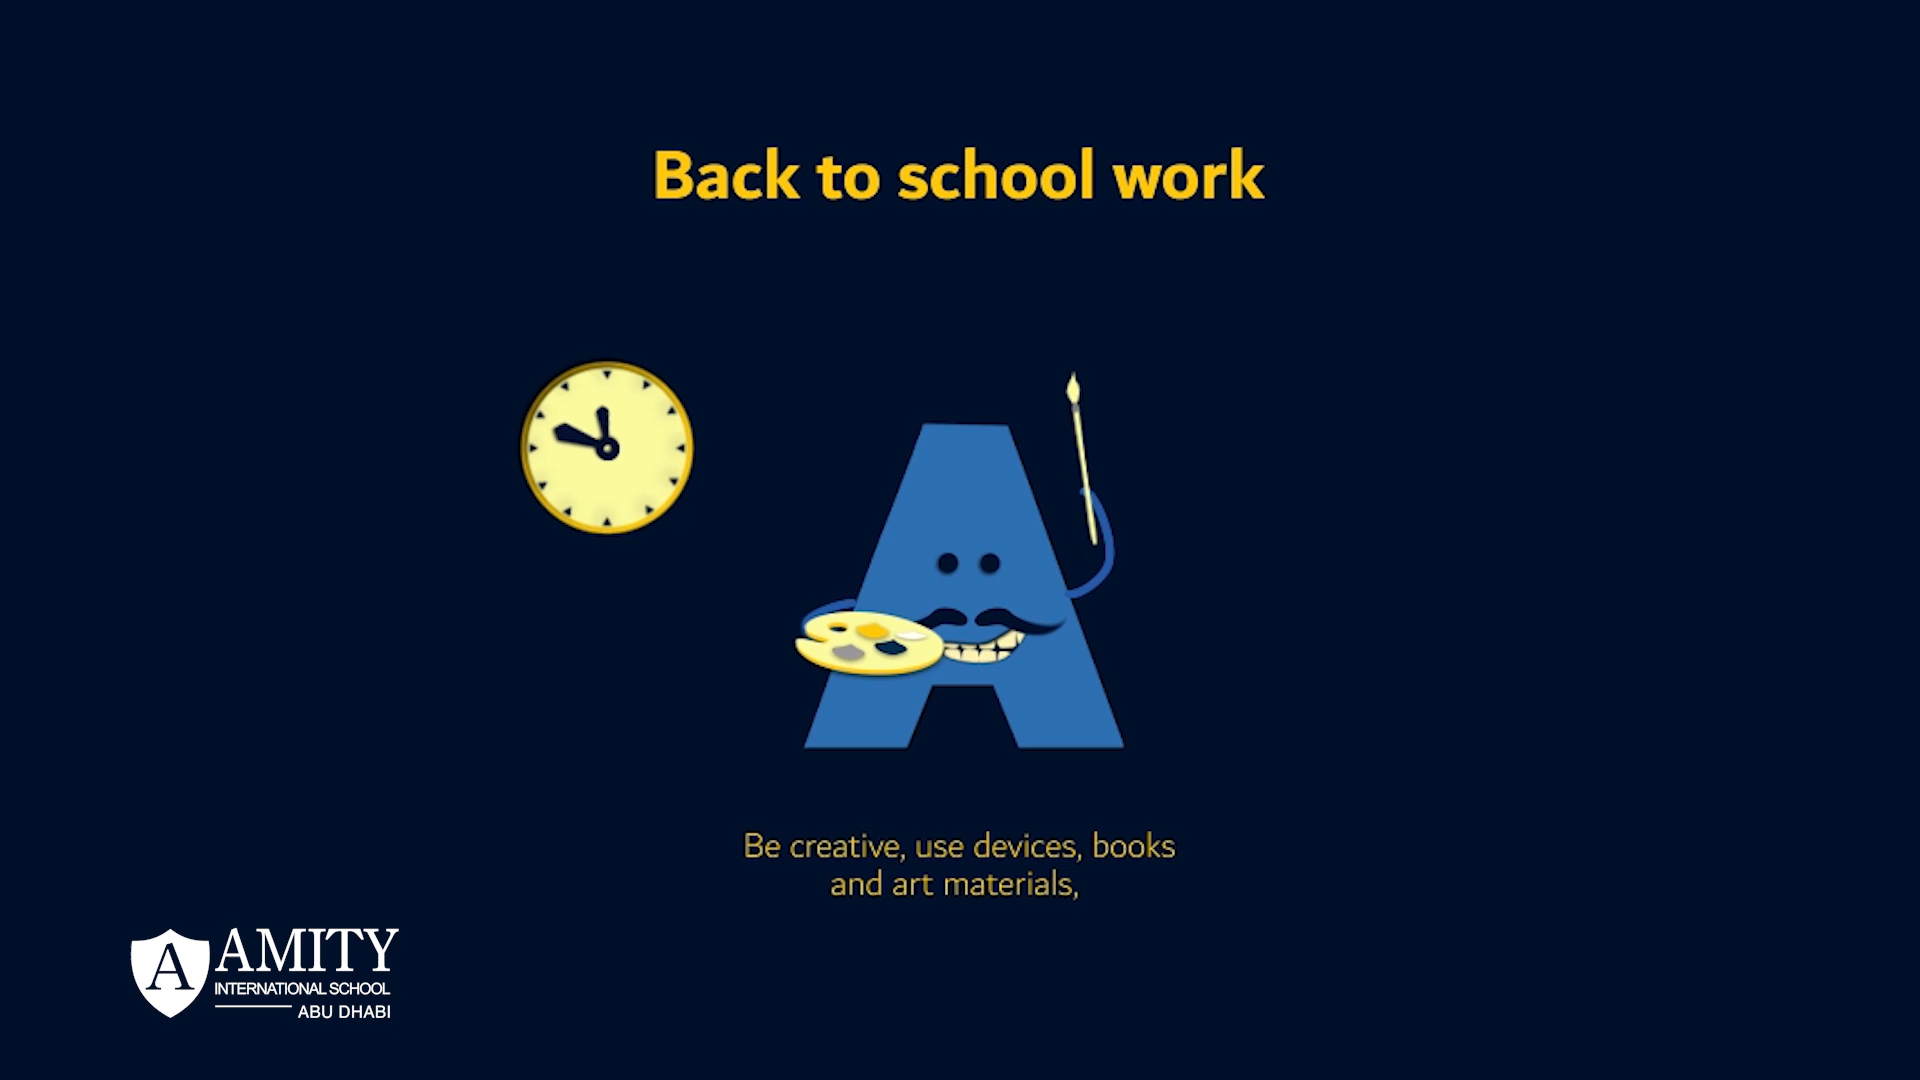 Back to school work
Be creative, use devices, books
and art materials,
A AMITY
INTERNATIONAL SCHOOL
ABU DHABI